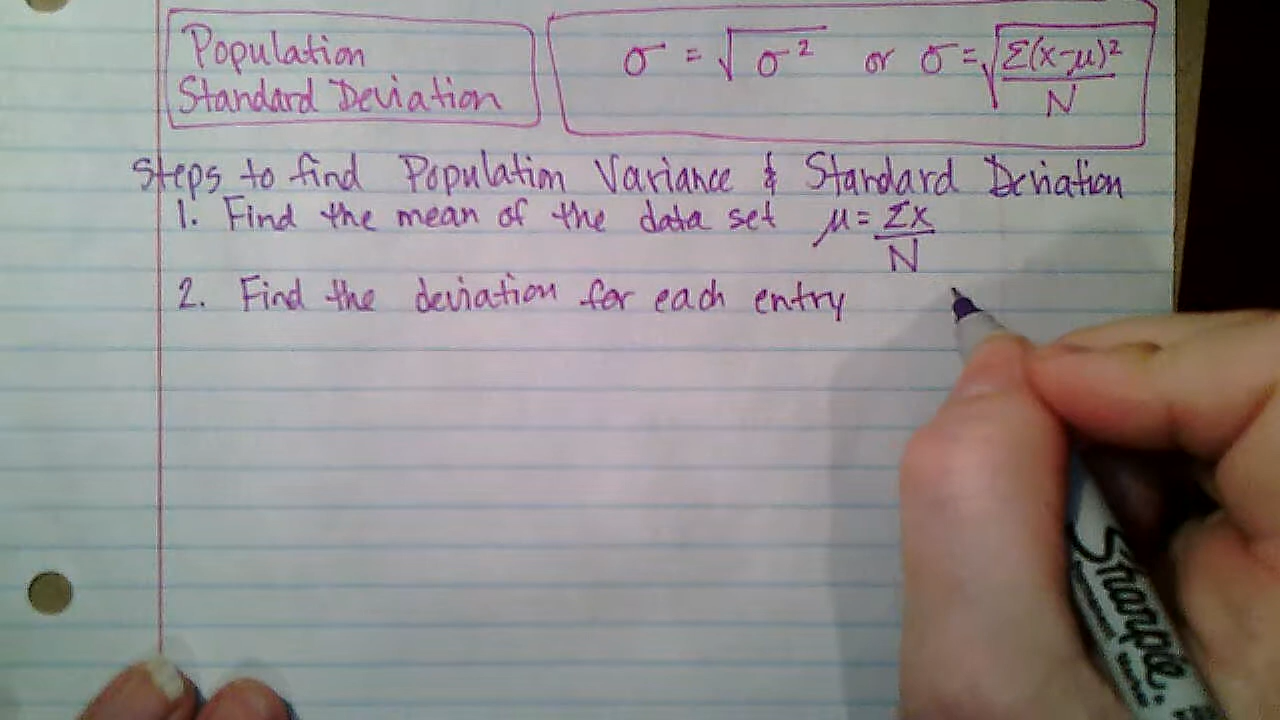 Population
Standard Deviation
σ = √σ² or σ = √Σ(x-μ)²/N
Steps to find Population Variance & Standard Deviation
1. Find the mean of the data set μ = Σx/N
2. Find the deviation for each entry
Sharpie